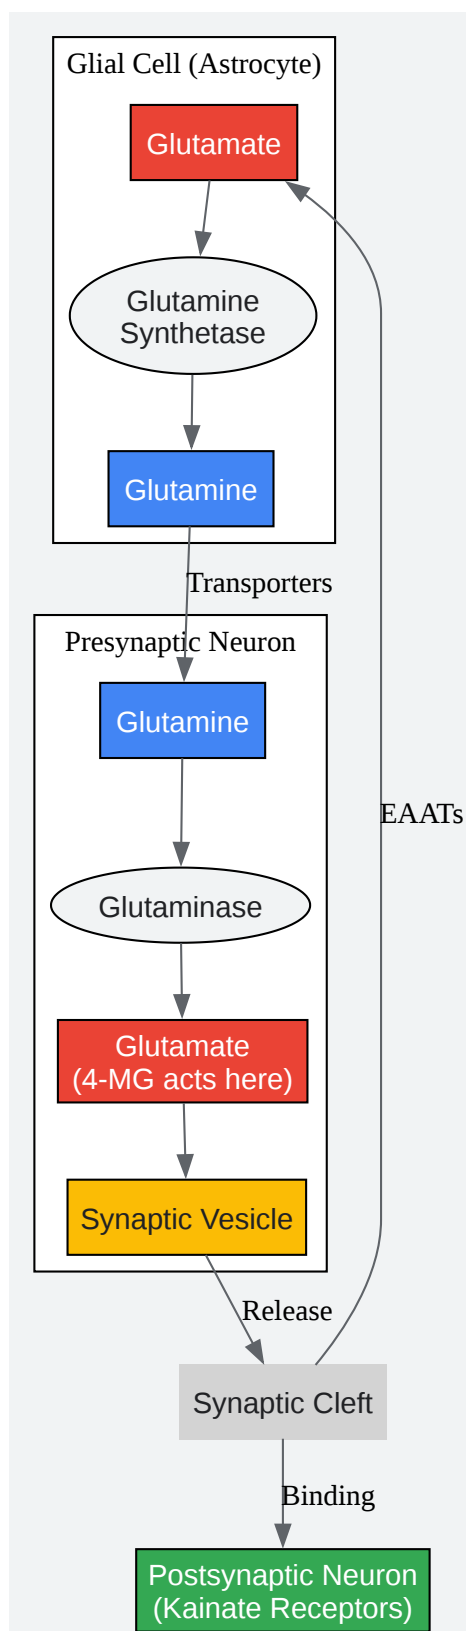 Glial Cell (Astrocyte)
Glutamate
Glutamine
Synthetase
Glutamine
Transporters
Presynaptic Neuron
Glutamine
EAATs
Glutaminase
Glutamate
(4-MG acts here)
Synaptic Vesicle
Release
Synaptic Cleft
Binding
Postsynaptic Neuron
(Kainate Receptors)